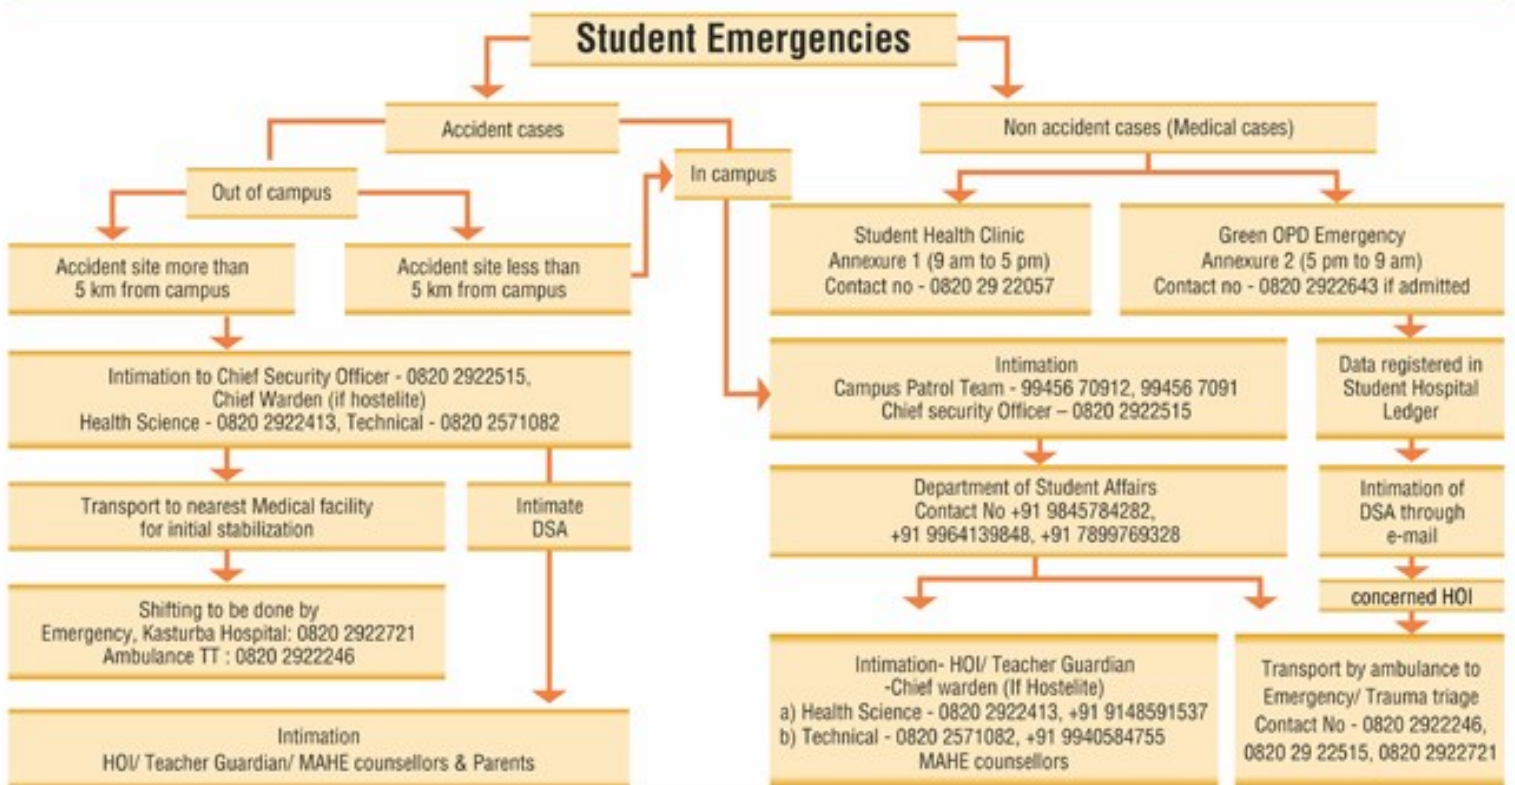 Student Emergencies
Accident cases
Non accident cases (Medical cases)
Out of campus
In campus
Accident site more than
5 km from campus
Accident site less than
5 km from campus
Student Health Clinic
Annexure 1 (9 am to 5 pm)
Contact no - 0820 29 22057
Green OPD Emergency
Annexure 2 (5 pm to 9 am)
Contact no - 0820 2922643 if admitted
Intimation to Chief Security Officer - 0820 2922515,
Chief Warden (if hostelite)
Health Science - 0820 2922413, Technical - 0820 2571082
Intimation
Campus Patrol Team - 99456 70912, 99456 7091
Chief security Officer – 0820 2922515
Data registered in
Student Hospital
Ledger
Transport to nearest Medical facility
for initial stabilization
Intimate
DSA
Department of Student Affairs
Contact No +91 9845784282,
+91 9964139848, +91 7899769328
Intimation of
DSA through
e-mail
concerned HOI
Shifting to be done by
Emergency, Kasturba Hospital: 0820 2922721
Ambulance TT : 0820 2922246
Intimation
HOI/ Teacher Guardian/ MAHE counsellors & Parents
Intimation- HOI/ Teacher Guardian
-Chief warden (If Hostelite)
a) Health Science - 0820 2922413, +91 9148591537
b) Technical - 0820 2571082, +91 9940584755
MAHE counsellors
Transport by ambulance to
Emergency/ Trauma triage
Contact No - 0820 2922246,
0820 29 22515, 0820 2922721